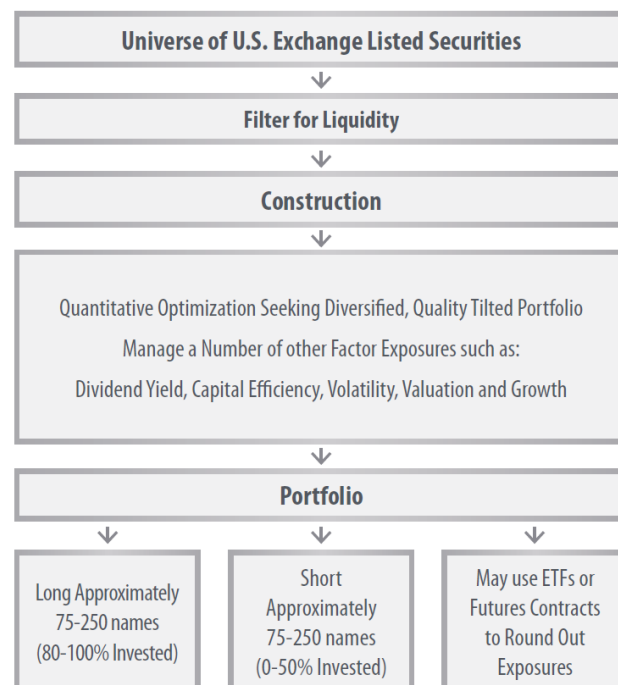 Universe of U.S. Exchange Listed Securities
Filter for Liquidity
Construction
Quantitative Optimization Seeking Diversified, Quality Tilted Portfolio
Manage a Number of other Factor Exposures such as:
Dividend Yield, Capital Efficiency, Volatility, Valuation and Growth
Portfolio
Long Approximately
75-250 names
(80-100% Invested)
Short
Approximately
75-250 names
(0-50% Invested)
May use ETFs or
Futures Contracts
to Round Out
Exposures